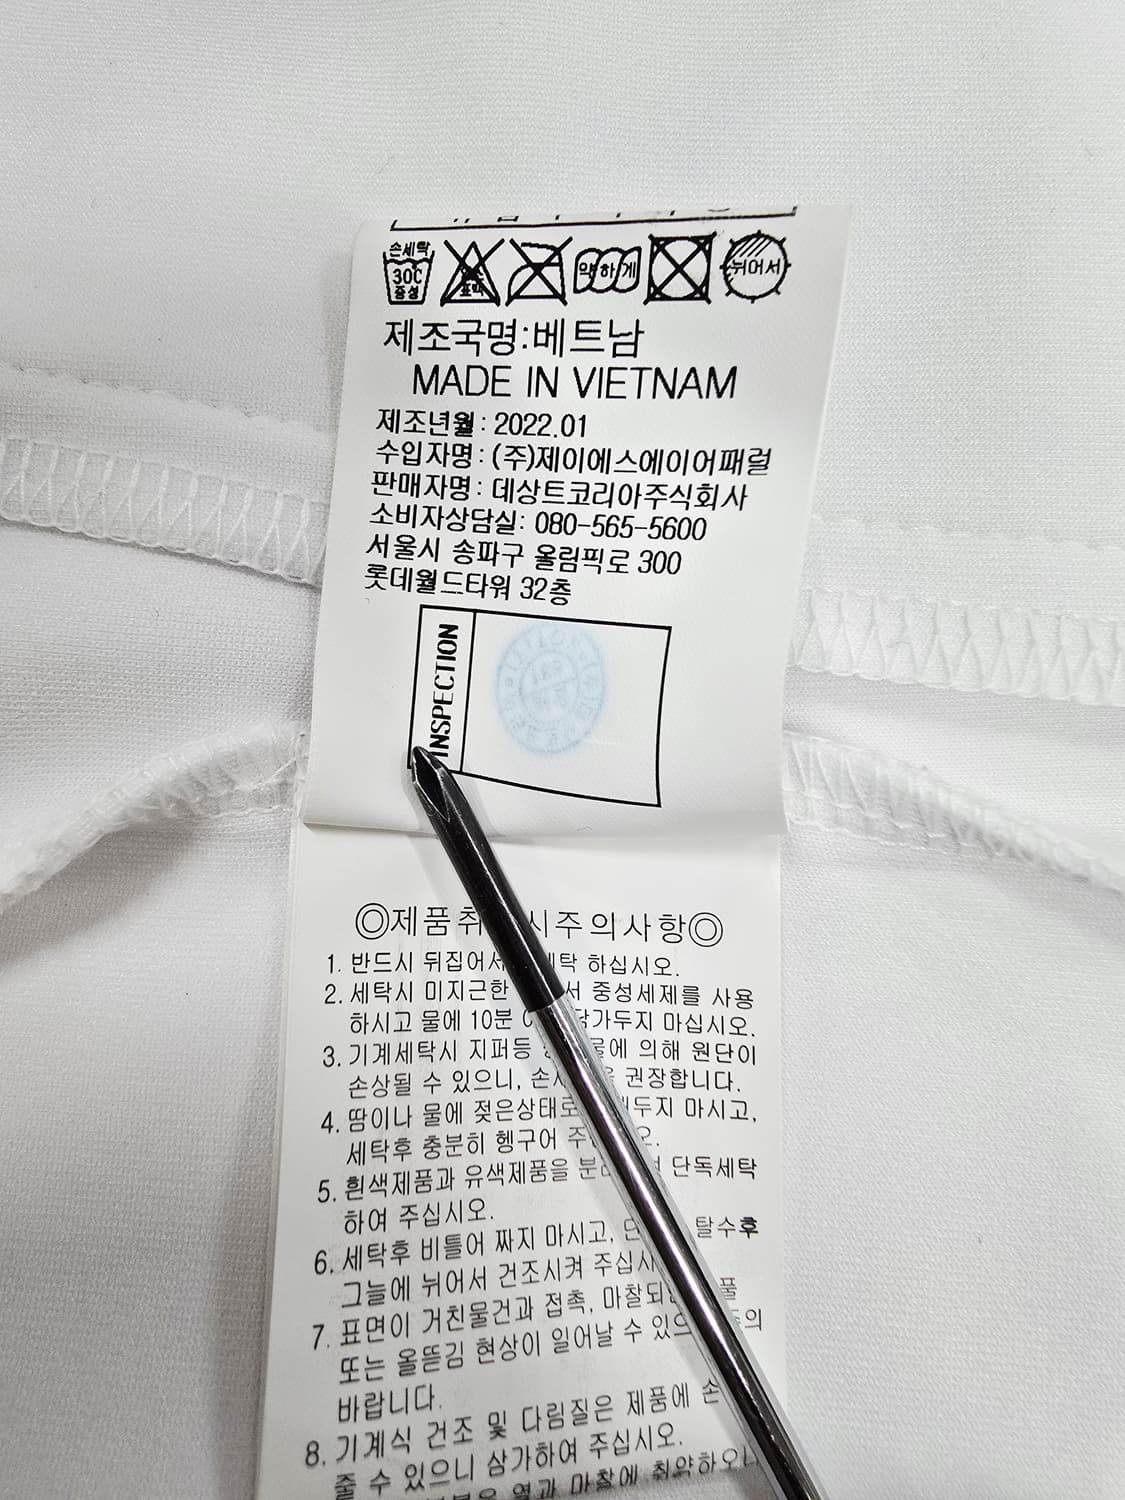 손세탁
30℃
중성
약하게
뉘어서
제조국명:베트남
MADE IN VIETNAM
제조년월: 2022.01
수입자명: (주)제이에스에이어패럴
판매자명: 데상트코리아주식회사
소비자상담실: 080-565-5600
서울시 송파구 올림픽로 300
롯데월드타워 32층
INSPECTION
◎제품취 시주의사항◎
1. 반드시 뒤집어서 세탁 하십시오.
2. 세탁시 미지근한 중성세제를 사용
하시고 물에 10분 담가두지 마십시오.
3. 기계세탁시 지퍼등 의해 원단이
손상될 수 있으니, 권장합니다.
4. 땀이나 물에 젖은상태로 마시고,
세탁후 충분히 헹구어
5. 흰색제품과 유색제품을 단독세탁
하여 주십시오.
6. 세탁후 비틀어 짜지 마시고, 탈수후
그늘에 뉘어서 건조시켜
7. 표면이 거친물건과 접촉,
또는 올뜯김 현상이 일어날 수
바랍니다.
8. 기계식 건조 및 다림질은 제품에
줄 수 있으니 삼가하여 주십시오.
열과 마찰에